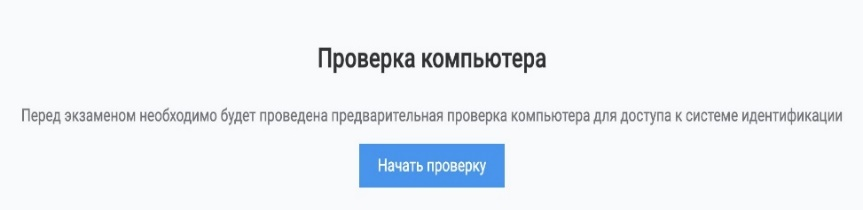 Проверка компьютера
Перед экзаменом необходимо будет проведена предварительная проверка компьютера для доступа к системе идентификации
Начать проверку